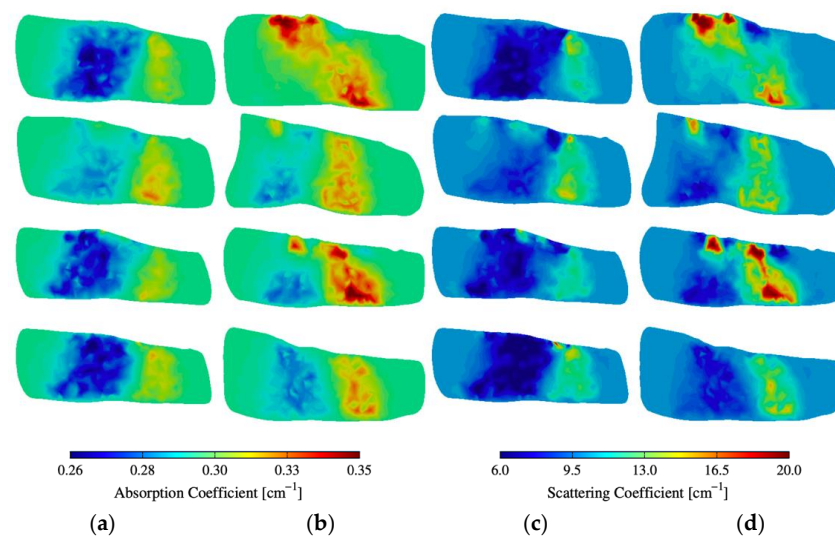 0.26 0.28 0.30 0.33 0.35 6.0 9.5 13.0 16.5 20.0
Absorption Coefficient [cm⁻¹] Scattering Coefficient [cm⁻¹]
(a) (b) (c) (d)